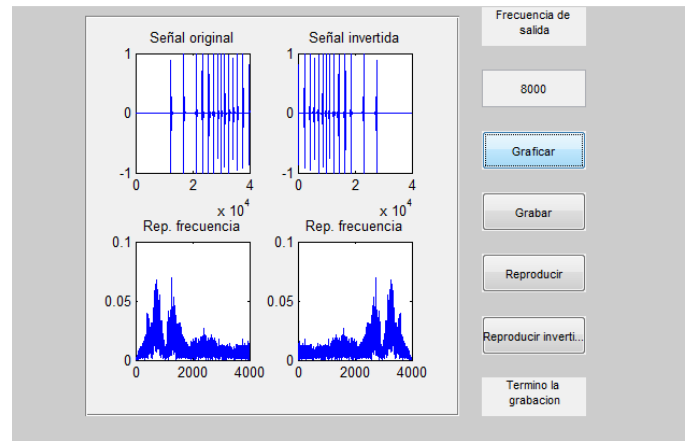 Señal original
Señal invertida
1
0
-1
0
2
4
x 10^4
1
0
-1
0
2
4
x 10^4
Rep. frecuencia
Rep. frecuencia
0.1
0.05
0
0
2000
4000
0.1
0.05
0
0
2000
4000
Frecuencia de
salida
8000
Graficar
Grabar
Reproducir
Reproducir inverti...
Termino la
grabacion